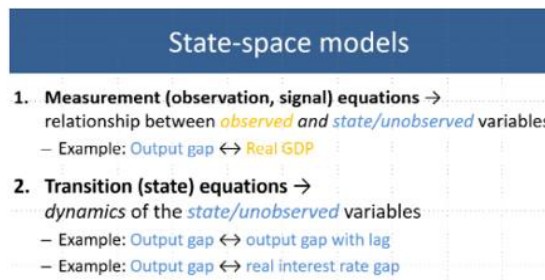 State-space models
1. Measurement (observation, signal) equations →
relationship between observed and state/unobserved variables
– Example: Output gap ↔ Real GDP
2. Transition (state) equations →
dynamics of the state/unobserved variables
– Example: Output gap ↔ output gap with lag
– Example: Output gap ↔ real interest rate gap